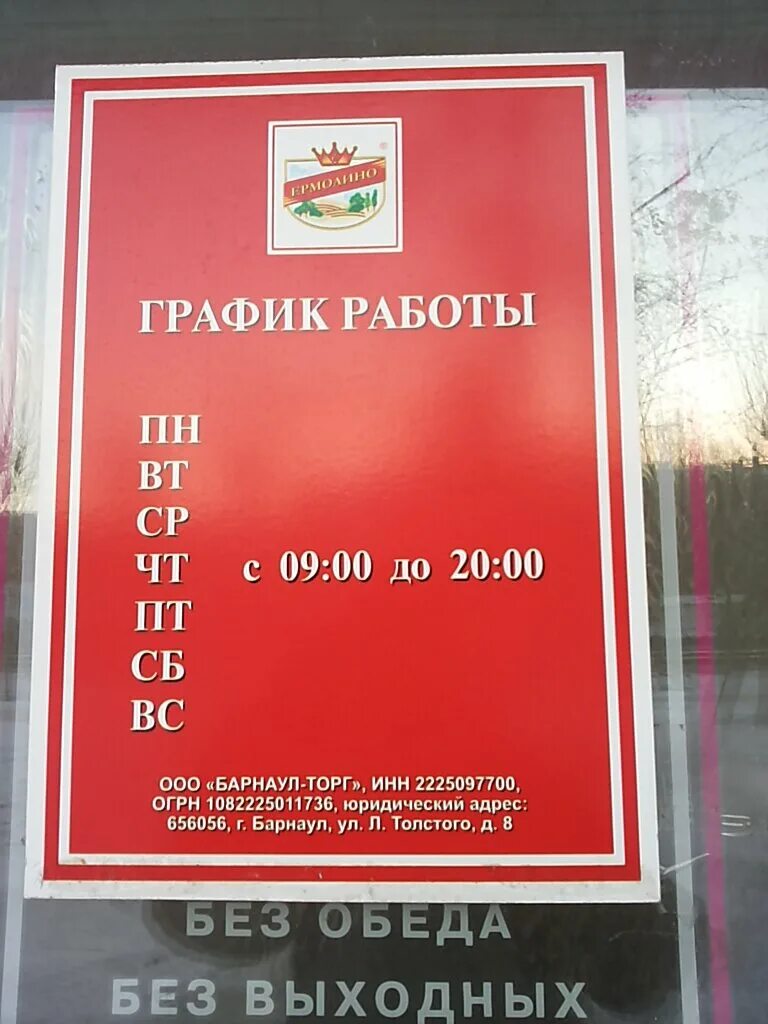 ЕРМОЛИНО
ГРАФИК РАБОТЫ
ПН
ВТ
СР
ЧТ с 09:00 до 20:00
ПТ
СБ
ВС
ООО «БАРНАУЛ-ТОРГ», ИНН 2225097700,
ОГРН 1082225011736, юридический адрес:
656056, г. Барнаул, ул. Л. Толстого, д. 8
БЕЗ ОБЕДА
БЕЗ ВЫХОДНЫХ